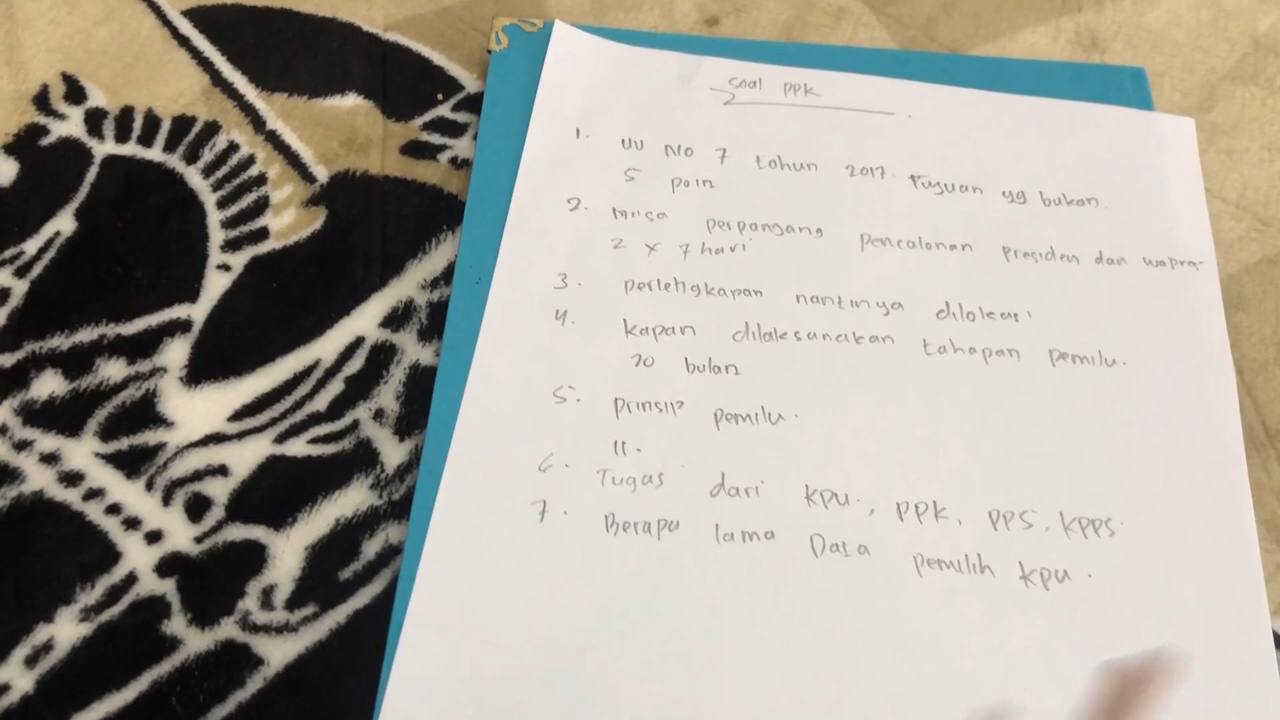 Soal PPK
1. UU No 7 tahun 2017 Tujuan yg bukan
5 poin
2. Masa perpanjang pencalonan presiden dan wapres
2 x 7 hari
3. perlengkapan nantinya dilokasi
4. kapan dilaksanakan tahapan pemilu.
20 bulan
5. prinsip pemilu.
11.
6. Tugas dari KPU., PPK, PPS, KPPS.
7. Berapa lama Data pemilih KPU.